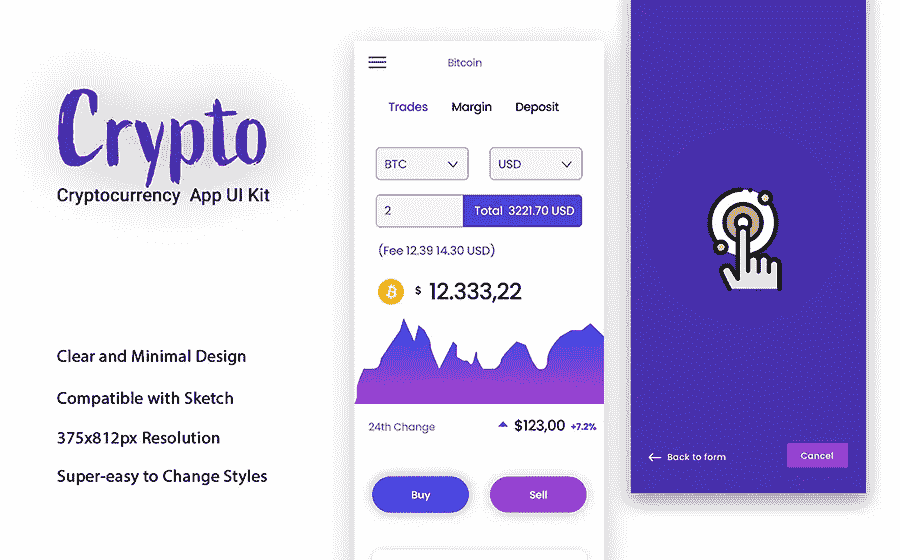 Crypto
Cryptocurrency App UI Kit
Clear and Minimal Design
Compatible with Sketch
375x812px Resolution
Super-easy to Change Styles
Bitcoin
Trades Margin Deposit
BTC USD
2 Total 3221.70 USD
(Fee 12.39 14.30 USD)
$ 12.333,22
24th Change $123,00 +7.2%
Buy Sell
Back to form Cancel